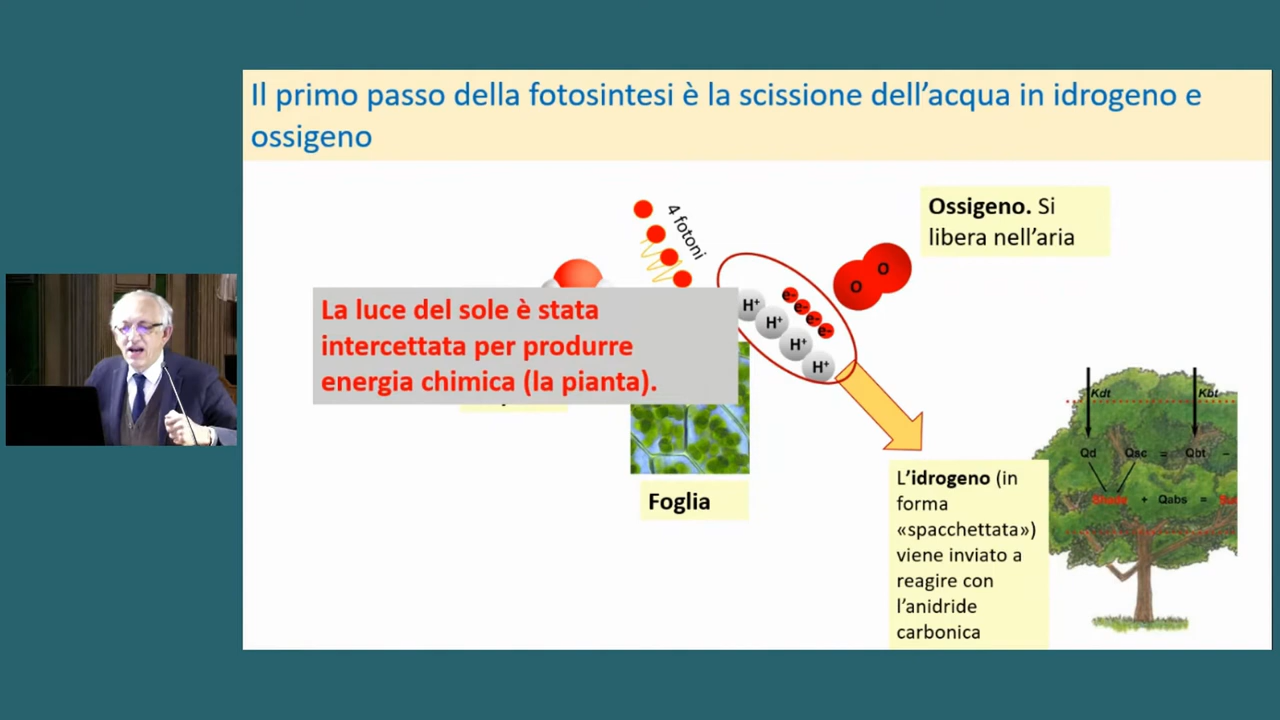 Il primo passo della fotosintesi è la scissione dell'acqua in idrogeno e
ossigeno
4 fotoni
Ossigeno. Si
libera nell'aria
O
O
e-
e-
e-
e-
H+
H+
H+
H+
La luce del sole è stata
intercettata per produrre
energia chimica (la pianta).
Foglia
L'idrogeno (in
forma
«spacchettata»)
viene inviato a
reagire con
l'anidride
carbonica
Kdt Kbt
Qd Qsc = Qbt –
+ Qabs =